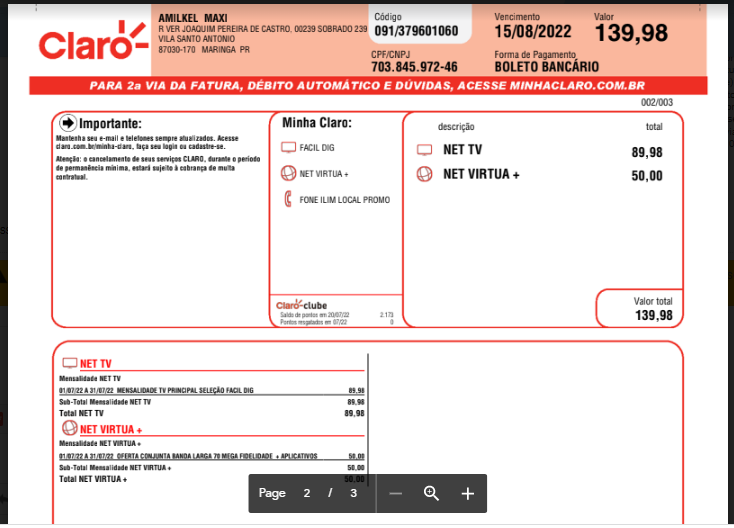 Claro-
AMILKEL MAXI
R VER JOAQUIM PEREIRA DE CASTRO, 00239 SOBRADO 239
VILA SANTO ANTONIO
87030-170 MARINGA PR
Código
091/379601060
CPF/CNPJ
703.845.972-46
Vencimento
15/08/2022
Valor
139,98
Forma de Pagamento
BOLETO BANCÁRIO
PARA 2a VIA DA FATURA, DÉBITO AUTOMÁTICO E DÚVIDAS, ACESSE MINHACLARO.COM.BR
002/003
Importante:
Mantenha seu e-mail e telefones sempre atualizados. Acesse
claro.com.br/minha-claro, faça seu login ou cadastre-se.
Atenção: o cancelamento de seus serviços CLARO, durante o período
de permanência mínima, estará sujeito à cobrança de multa
contratual.
Minha Claro:
FACIL DIG
NET VIRTUA +
FONE ILIM LOCAL PROMO
Claro-clube
Saldo de pontos em 20/07/22 2.173
Pontos resgatados em 07/22 0
descrição total
NET TV 89,98
NET VIRTUA + 50,00
Valor total
139,98
NET TV
Mensalidade NET TV
01/07/22 A 31/07/22 MENSALIDADE TV PRINCIPAL SELEÇÃO FACIL DIG 89,98
Sub-Total Mensalidade NET TV 89,98
Total NET TV 89,98
NET VIRTUA +
Mensalidade NET VIRTUA +
01/07/22 A 31/07/22 OFERTA CONJUNTA BANDA LARGA 70 MEGA FIDELIDADE + APLICATIVOS 50,00
Sub-Total Mensalidade NET VIRTUA + 50,00
Total NET VIRTUA + 50,00
Page 2 / 3